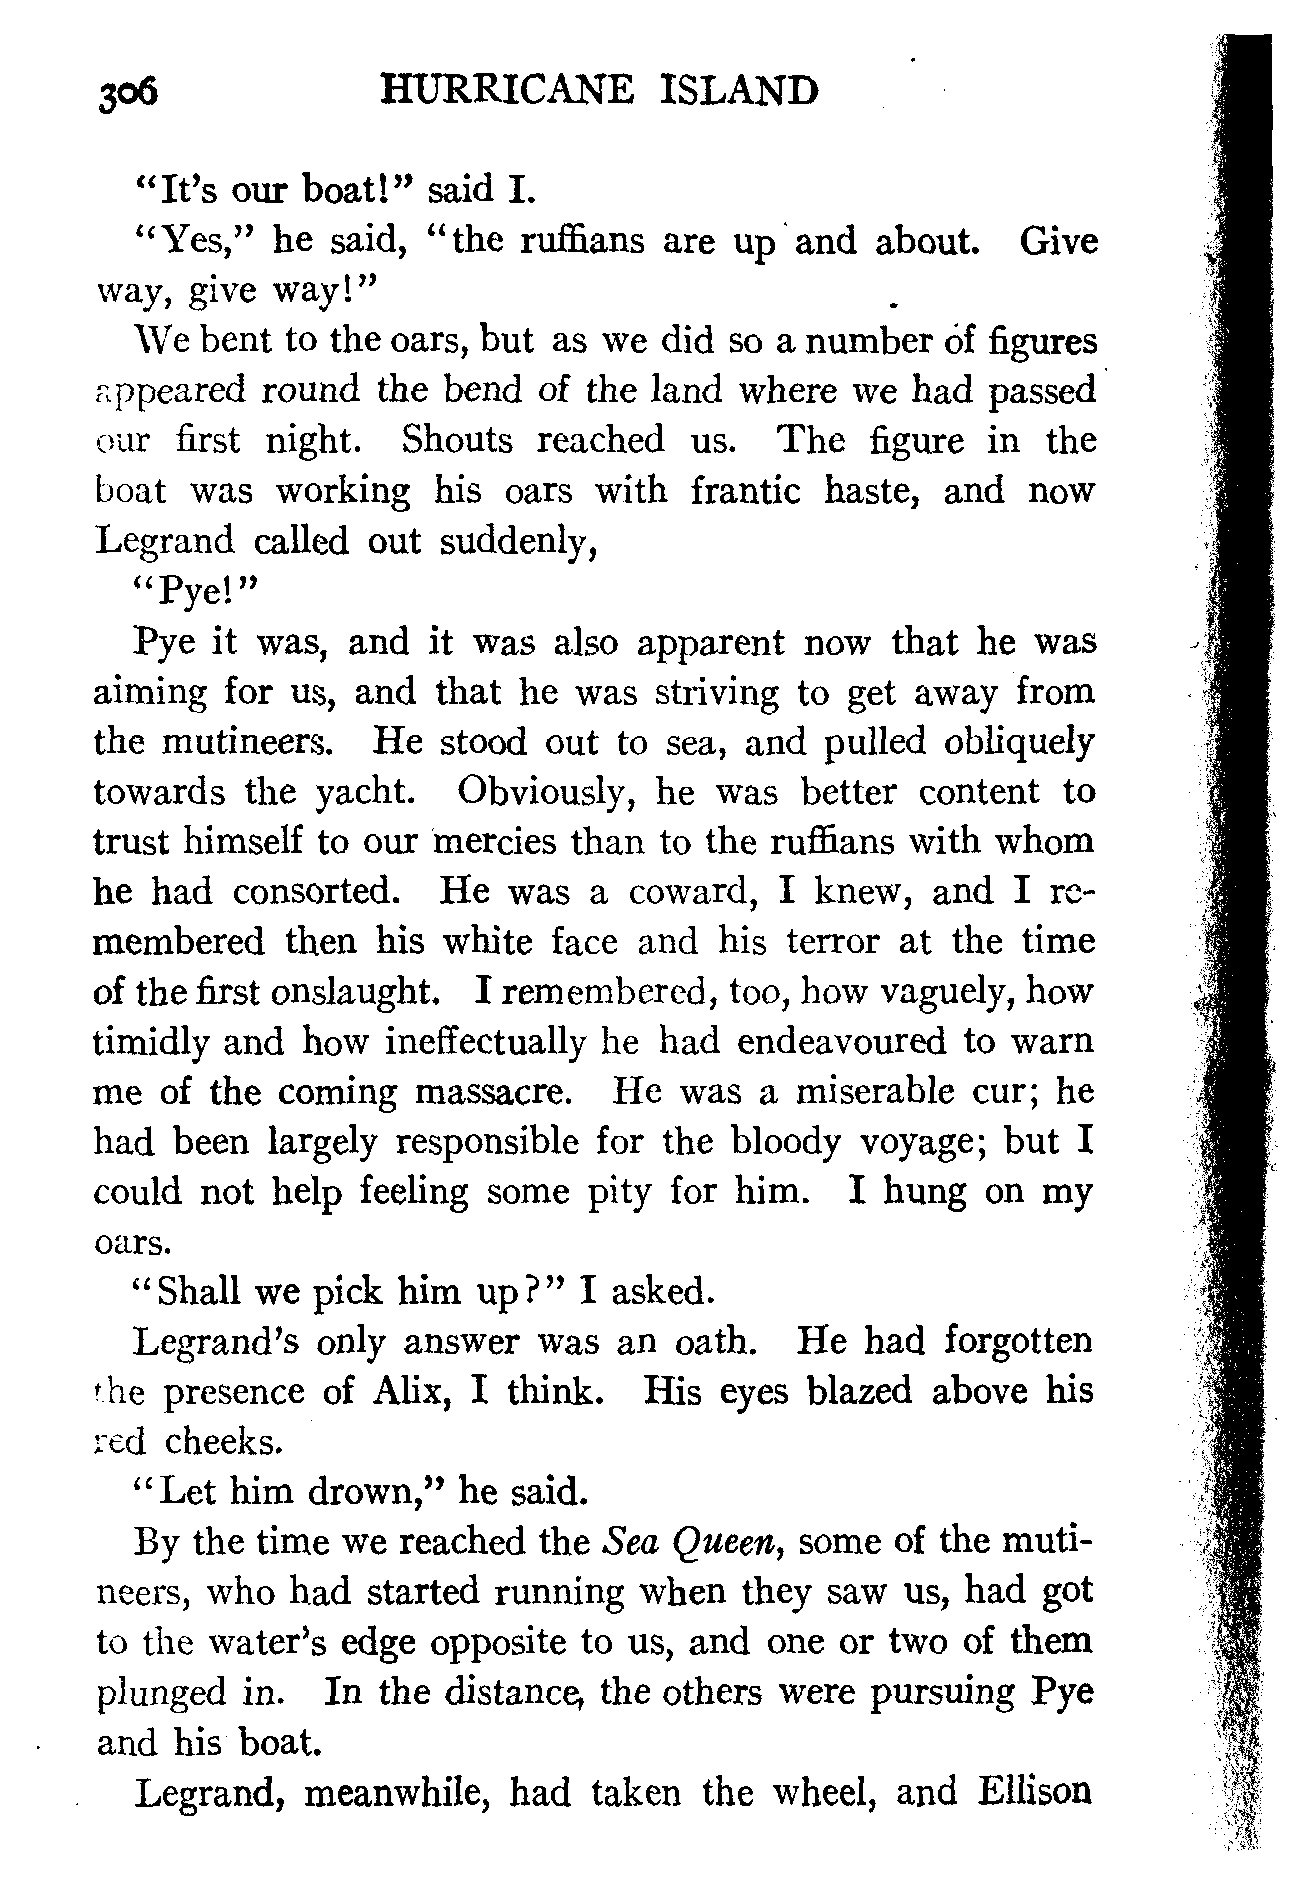 306 HURRICANE ISLAND
"It's our boat!" said I.
"Yes," he said, "the ruffians are up and about. Give
way, give way!"
We bent to the oars, but as we did so a number of figures
appeared round the bend of the land where we had passed
our first night. Shouts reached us. The figure in the
boat was working his oars with frantic haste, and now
Legrand called out suddenly,
"Pye!"
Pye it was, and it was also apparent now that he was
aiming for us, and that he was striving to get away from
the mutineers. He stood out to sea, and pulled obliquely
towards the yacht. Obviously, he was better content to
trust himself to our mercies than to the ruffians with whom
he had consorted. He was a coward, I knew, and I re-
membered then his white face and his terror at the time
of the first onslaught. I remembered, too, how vaguely, how
timidly and how ineffectually he had endeavoured to warn
me of the coming massacre. He was a miserable cur; he
had been largely responsible for the bloody voyage; but I
could not help feeling some pity for him. I hung on my
oars.
"Shall we pick him up?" I asked.
Legrand's only answer was an oath. He had forgotten
the presence of Alix, I think. His eyes blazed above his
red cheeks.
"Let him drown," he said.
By the time we reached the Sea Queen, some of the muti-
neers, who had started running when they saw us, had got
to the water's edge opposite to us, and one or two of them
plunged in. In the distance, the others were pursuing Pye
and his boat.
Legrand, meanwhile, had taken the wheel, and Ellison